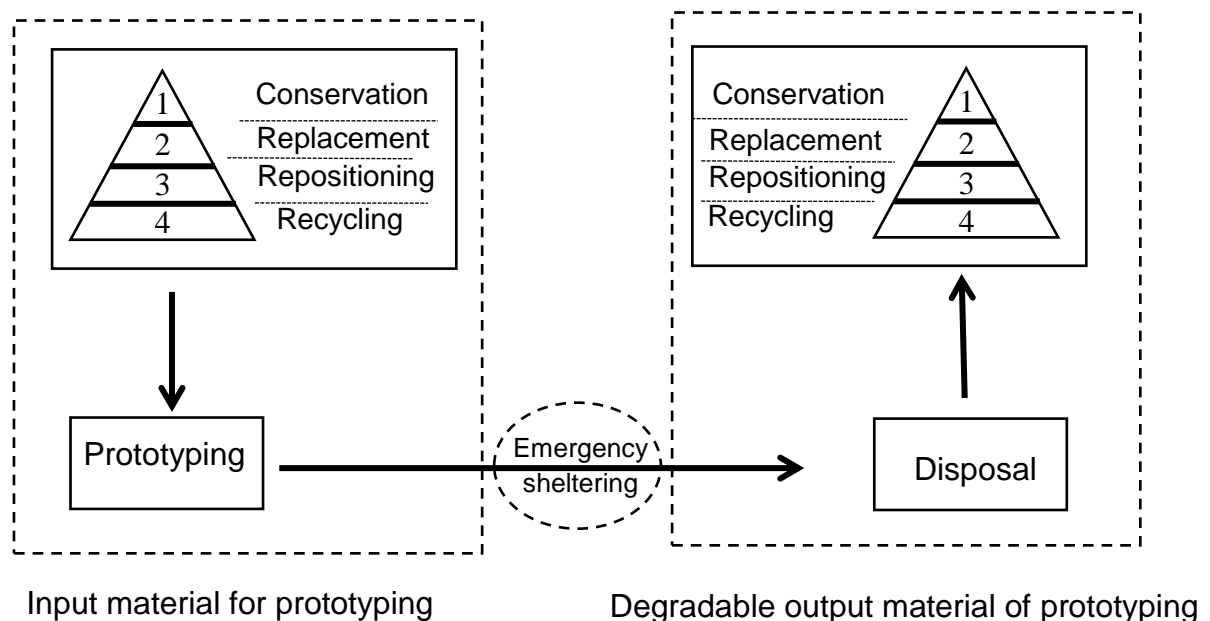 1
Conservation
2
Replacement
3
Repositioning
4
Recycling
Prototyping
Input material for prototyping
Emergency
sheltering
Conservation
1
Replacement
2
Repositioning
3
Recycling
4
Disposal
Degradable output material of prototyping